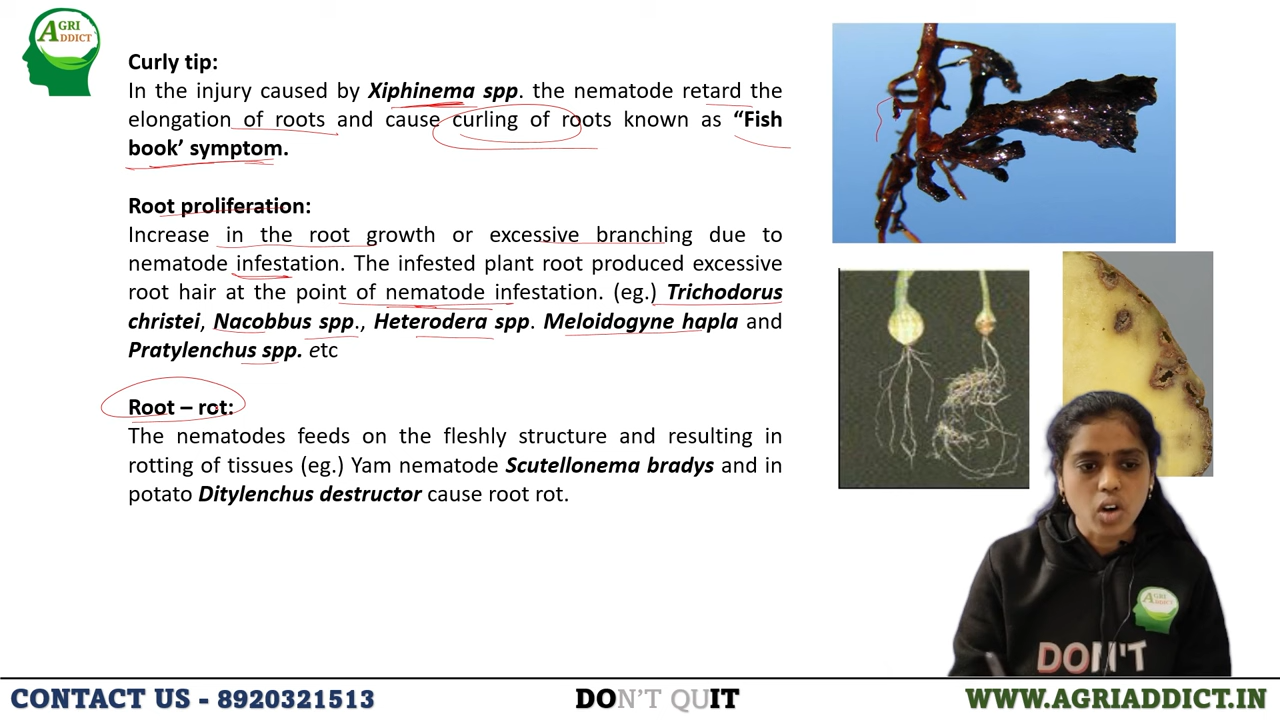 AGRI
ADDICT
Curly tip:
In the injury caused by Xiphinema spp. the nematode retard the
elongation of roots and cause curling of roots known as “Fish
book’ symptom.
Root proliferation:
Increase in the root growth or excessive branching due to
nematode infestation. The infested plant root produced excessive
root hair at the point of nematode infestation. (eg.) Trichodorus
christei, Nacobbus spp., Heterodera spp. Meloidogyne hapla and
Pratylenchus spp. etc
Root – rot:
The nematodes feeds on the fleshly structure and resulting in
rotting of tissues (eg.) Yam nematode Scutellonema bradys and in
potato Ditylenchus destructor cause root rot.
AGRI
ADDICT
DON'T
CONTACT US - 8920321513
DON'T QUIT
WWW.AGRIADDICT.IN